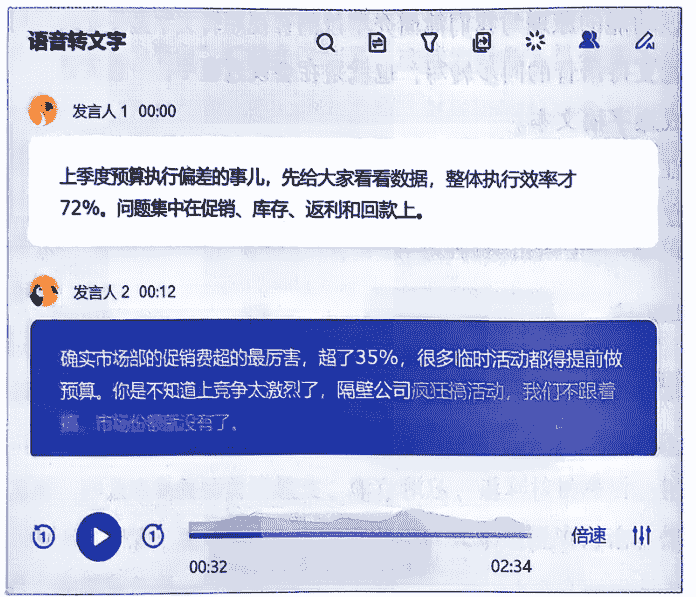 语音转文字
发言人 1 00:00
上季度预算执行偏差的事儿，先给大家看看数据，整体执行效率才
72%。问题集中在促销、库存、返利和回款上。
发言人 2 00:12
确实市场部的促销费超的最厉害，超了35%，很多临时活动都得提前做
预算。你是不知道上竞争太激烈了，隔壁公司疯狂搞活动，我们不跟着
市场份额就没有了。
倍速
00:32 02:34